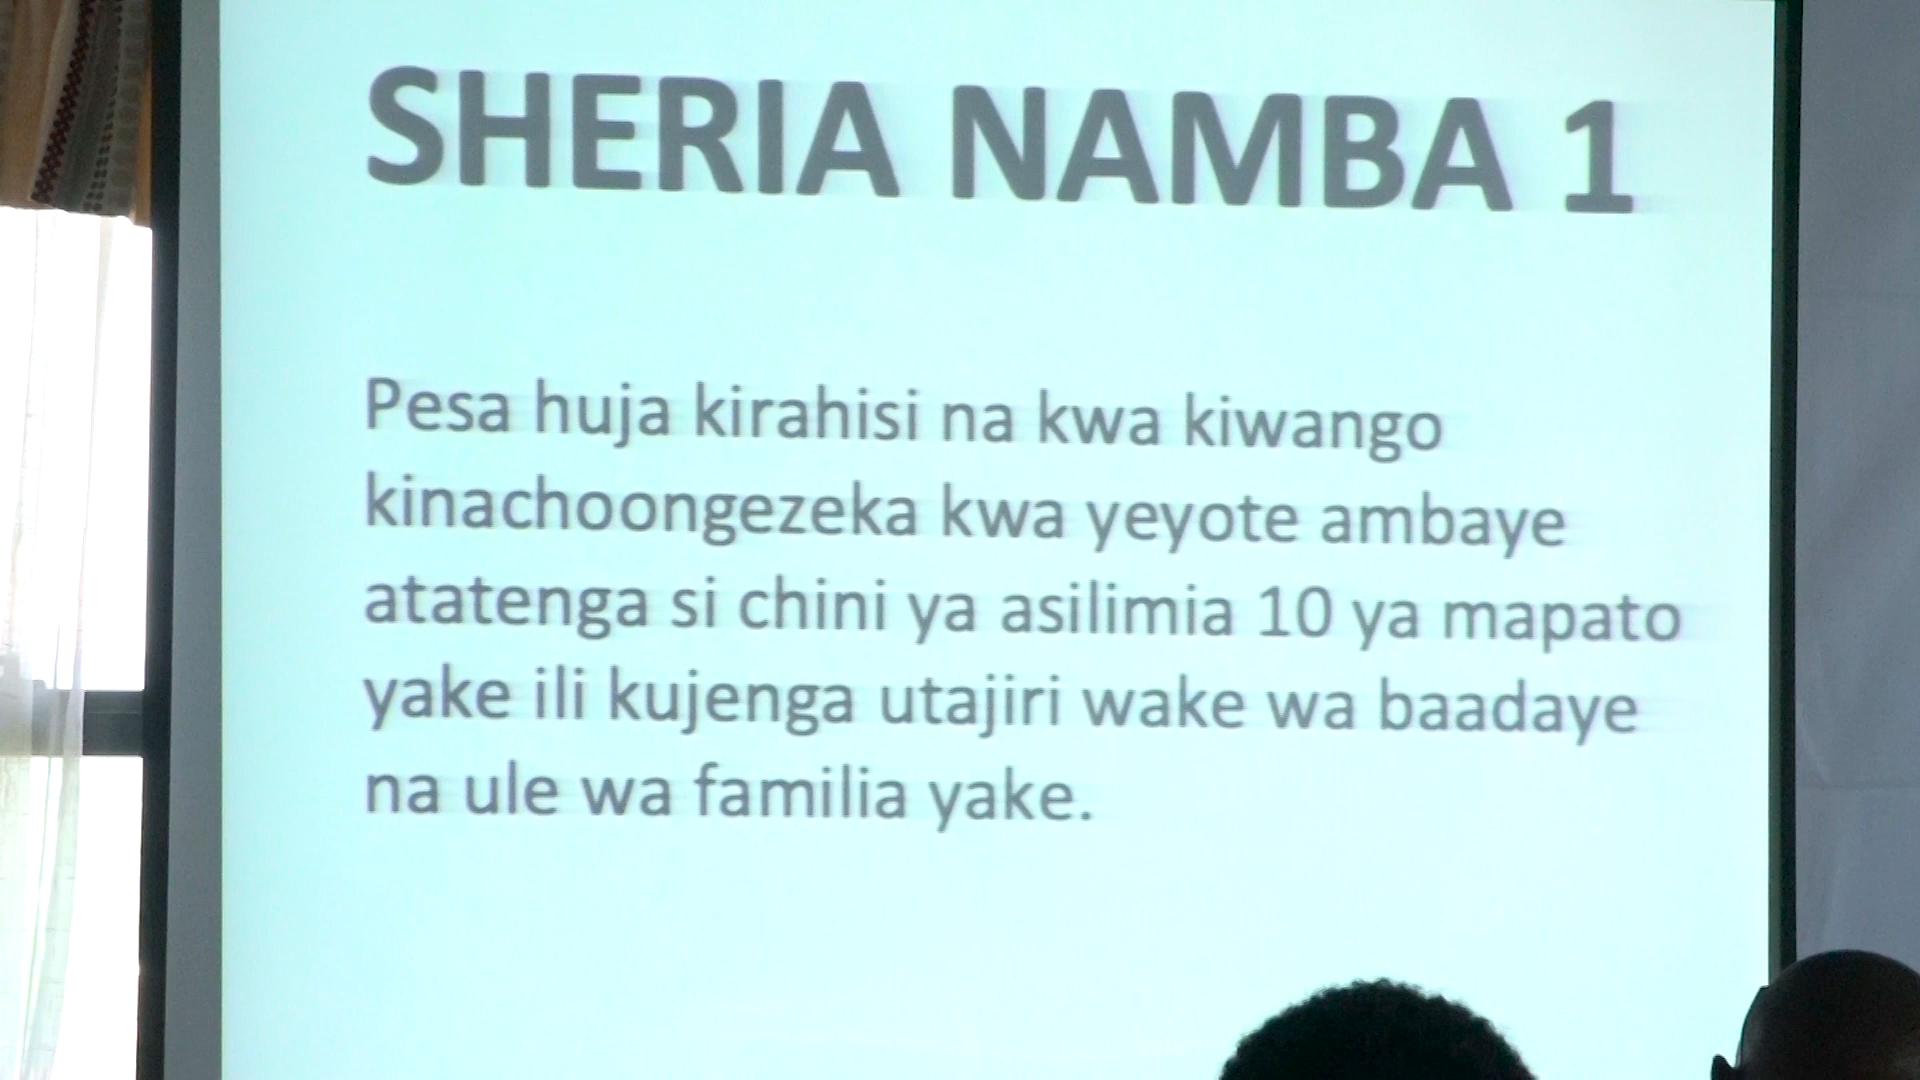 SHERIA NAMBA 1
Pesa huja kirahisi na kwa kiwango
kinachoongezeka kwa yeyote ambaye
atatenga si chini ya asilimia 10 ya mapato
yake ili kujenga utajiri wake wa baadaye
na ule wa familia yake.